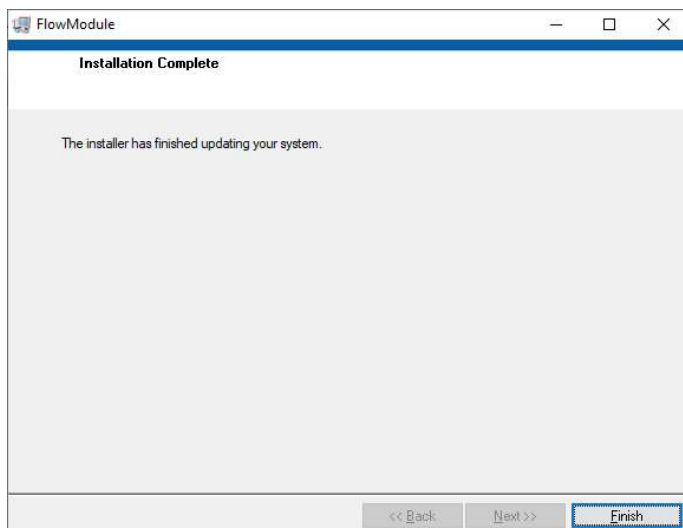 FlowModule
Installation Complete
The installer has finished updating your system.
<< Back
Next >>
Finish